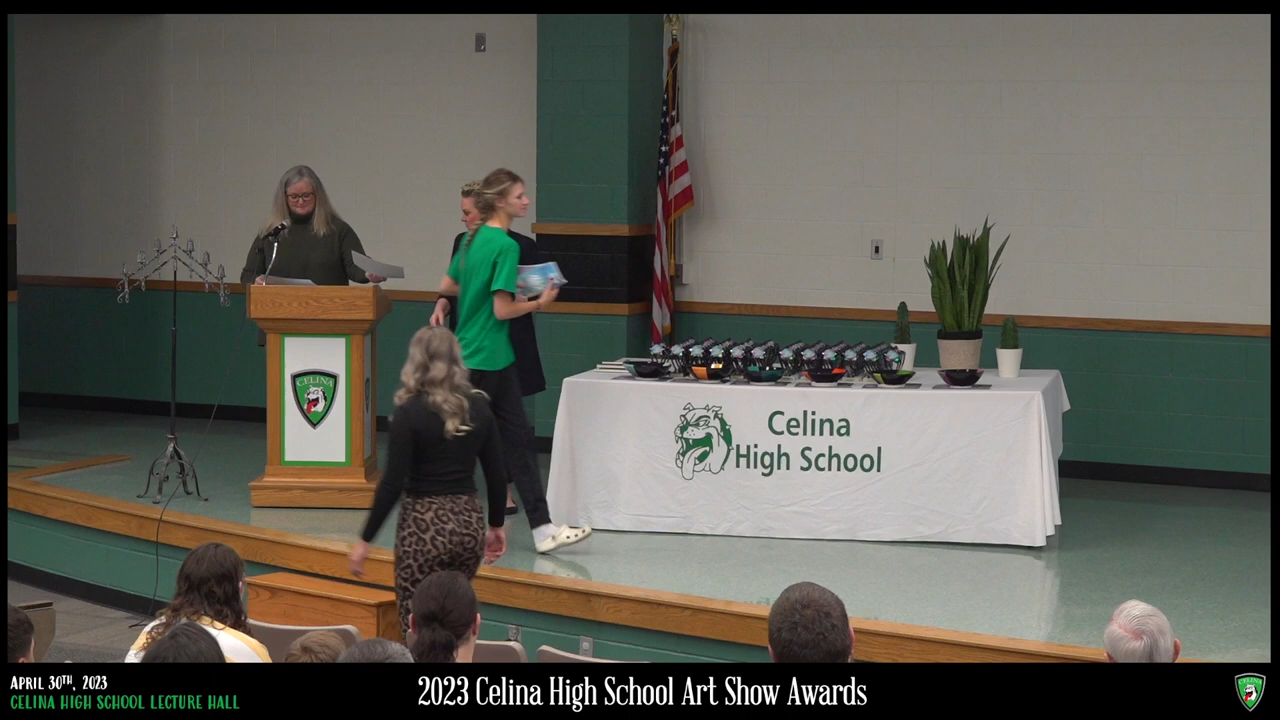 CELINA
Celina
High School
APRIL 30TH, 2023
CELINA HIGH SCHOOL LECTURE HALL
2023 Celina High School Art Show Awards